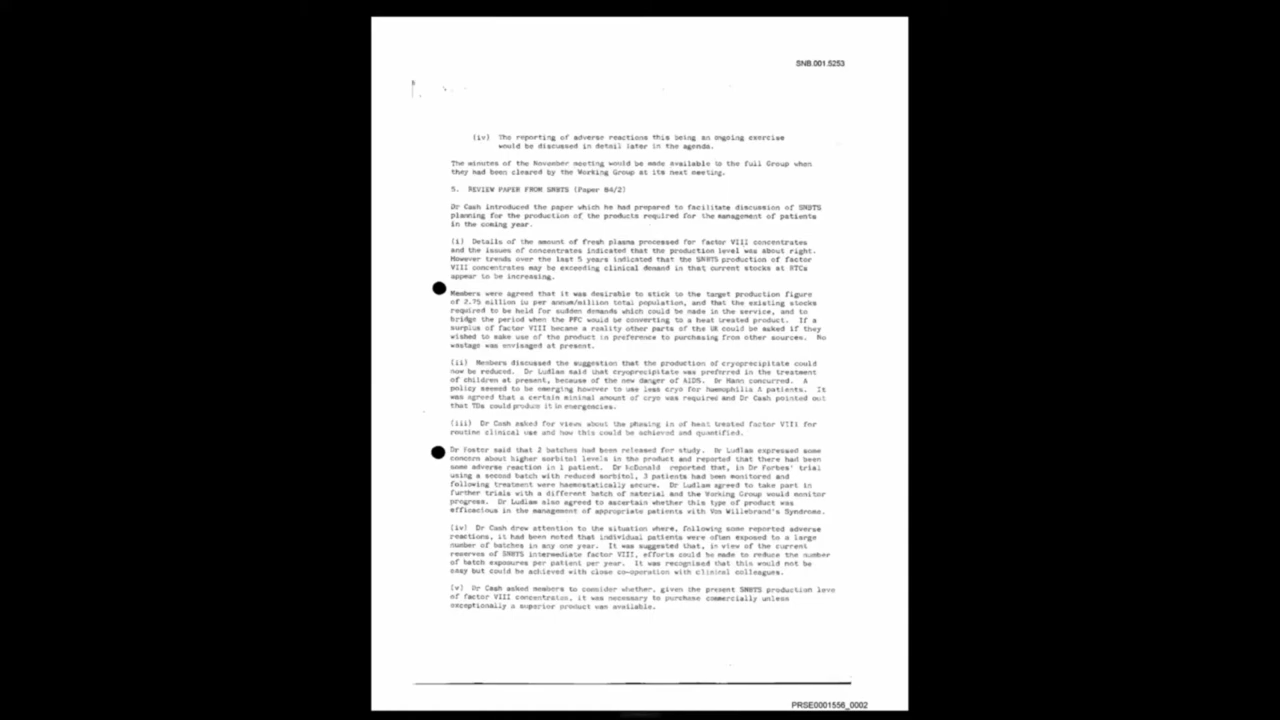 SNB.001.5253
(iv) The reporting of adverse reactions this being an ongoing exercise
would be discussed in detail later in the agenda.
The minutes of the November meeting would be made available to the full Group when
they had been cleared by the Working Group at its next meeting.
5. REVIEW PAPER FROM SNBTS (Paper 84/2)
Dr Cash introduced the paper which he had prepared to facilitate discussion of SNBTS
planning for the production of the products required for the management of patients
in the coming year.
(i) Details of the amount of fresh plasma processed for factor VIII concentrates
and the issues of concentrates indicated that the production level was about right.
However trends over the last 5 years indicated that the SNBTS production of factor
VIII concentrates may be exceeding clinical demand in that current stocks at RTCs
appear to be increasing.
Members were agreed that it was desirable to stick to the target production figure
of 2.75 million iu per annum/million total population, and that the existing stocks
required to be held for sudden demands which could be made in the service, and to
bridge the period when the PFC would be converting to a heat treated product. If a
surplus of factor VIII became a reality other parts of the UK could be asked if they
wished to make use of the product in preference to purchasing from other sources. No
wastage was envisaged at present.
(ii) Members discussed the suggestion that the production of cryoprecipitate could
now be reduced. Dr Ludlam said that cryoprecipitate was preferred in the treatment
of children at present, because of the new danger of AIDS. Dr Hann concurred. A
policy seemed to be emerging however to use less cryo for haemophilia A patients. It
was agreed that a certain minimal amount of cryo was required and Dr Cash pointed out
that TDs could produce it in emergencies.
(iii) Dr Cash asked for views about the phasing in of heat treated factor VIII for
routine clinical use and how this could be achieved and quantified.
Dr Foster said that 2 batches had been released for study. Dr Ludlam expressed some
concern about higher sorbitol levels in the product and reported that there had been
some adverse reaction in 1 patient. Dr McDonald reported that, in Dr Forbes' trial
using a second batch with reduced sorbitol, 3 patients had been monitored and
following treatment were haemostatically secure. Dr Ludlam agreed to take part in
further trials with a different batch of material and the Working Group would monitor
progress. Dr Ludlam also agreed to ascertain whether this type of product was
efficacious in the management of appropriate patients with Von Willebrand's Syndrome.
(iv) Dr Cash drew attention to the situation where, following some reported adverse
reactions, it had been noted that individual patients were often exposed to a large
number of batches in any one year. It was suggested that, in view of the current
reserves of SNBTS intermediate factor VIII, efforts could be made to reduce the number
of batch exposures per patient per year. It was recognised that this would not be
easy but could be achieved with close co-operation with clinical colleagues.
(v) Dr Cash asked members to consider whether, given the present SNBTS production leve
of factor VIII concentrates, it was necessary to purchase commercially unless
exceptionally a superior product was available.
PRSE0001556_0002